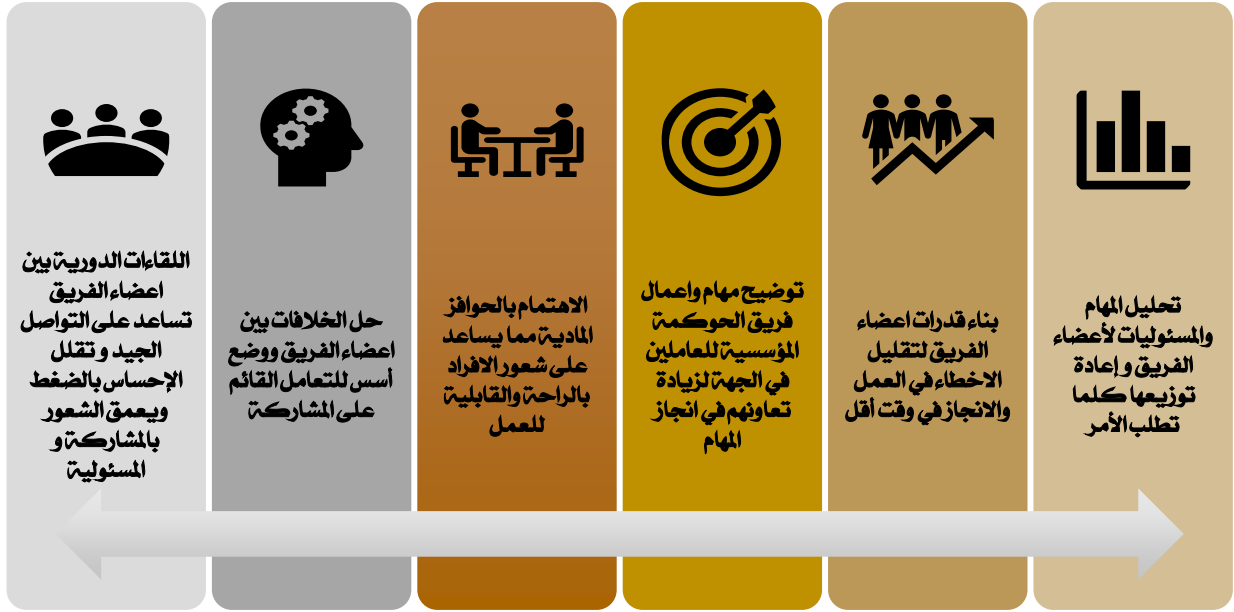 تحليل المهام
والمسئوليات لأعضاء
الفريق و إعادة
توزيعها كلما
تطلب الأمر
بناء قدرات اعضاء
الفريق لتقليل
الاخطاء في العمل
والانجاز في وقت أقل
توضيح مهام واعمال
فريق الحوكمة
المؤسسية للعاملين
في الجهة لزيادة
تعاونهم في انجاز
المهام
الاهتمام بالحوافز
المادية مما يساعد
على شعور الافراد
بالراحة والقابلية
للعمل
حل الخلافات بين
اعضاء الفريق ووضع
أسس للتعامل القائم
على المشاركة
اللقاءات الدورية بين
اعضاء الفريق
تساعد على التواصل
الجيد و تقلل
الإحساس بالضغط
ويعمق الشعور
بالمشاركة و
المسئولية